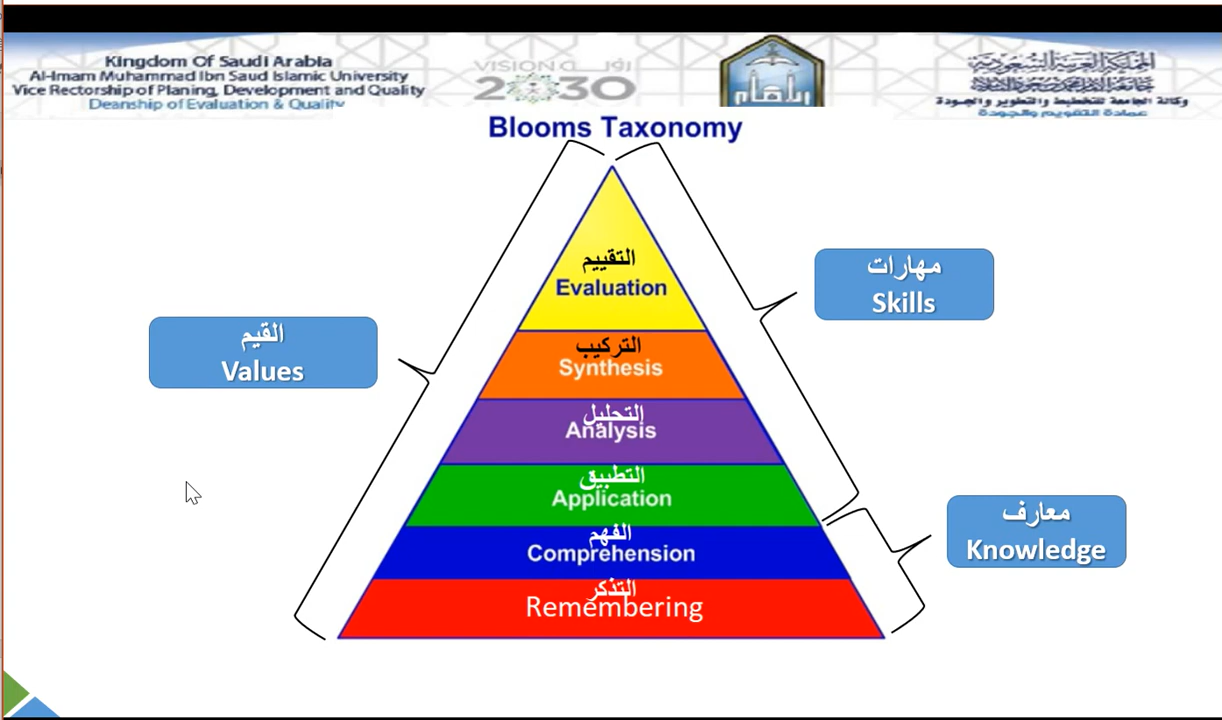 Kingdom Of Saudi Arabia
Al-Imam Muhammad Ibn Saud Islamic University
Vice Rectorship of Planing, Development and Quality
Deanship of Evaluation & Quality
VISION رؤية
2030
المملكة العربية السعودية
جامعة الإمام محمد بن سعود الإسلامية
وكالة الجامعة للتخطيط والتطوير والجودة
عمادة التقويم والجودة
Blooms Taxonomy
التقييم
Evaluation
مهارات
Skills
القيم
Values
التركيب
Synthesis
التحليل
Analysis
التطبيق
Application
معارف
Knowledge
الفهم
Comprehension
التذكر
Remembering